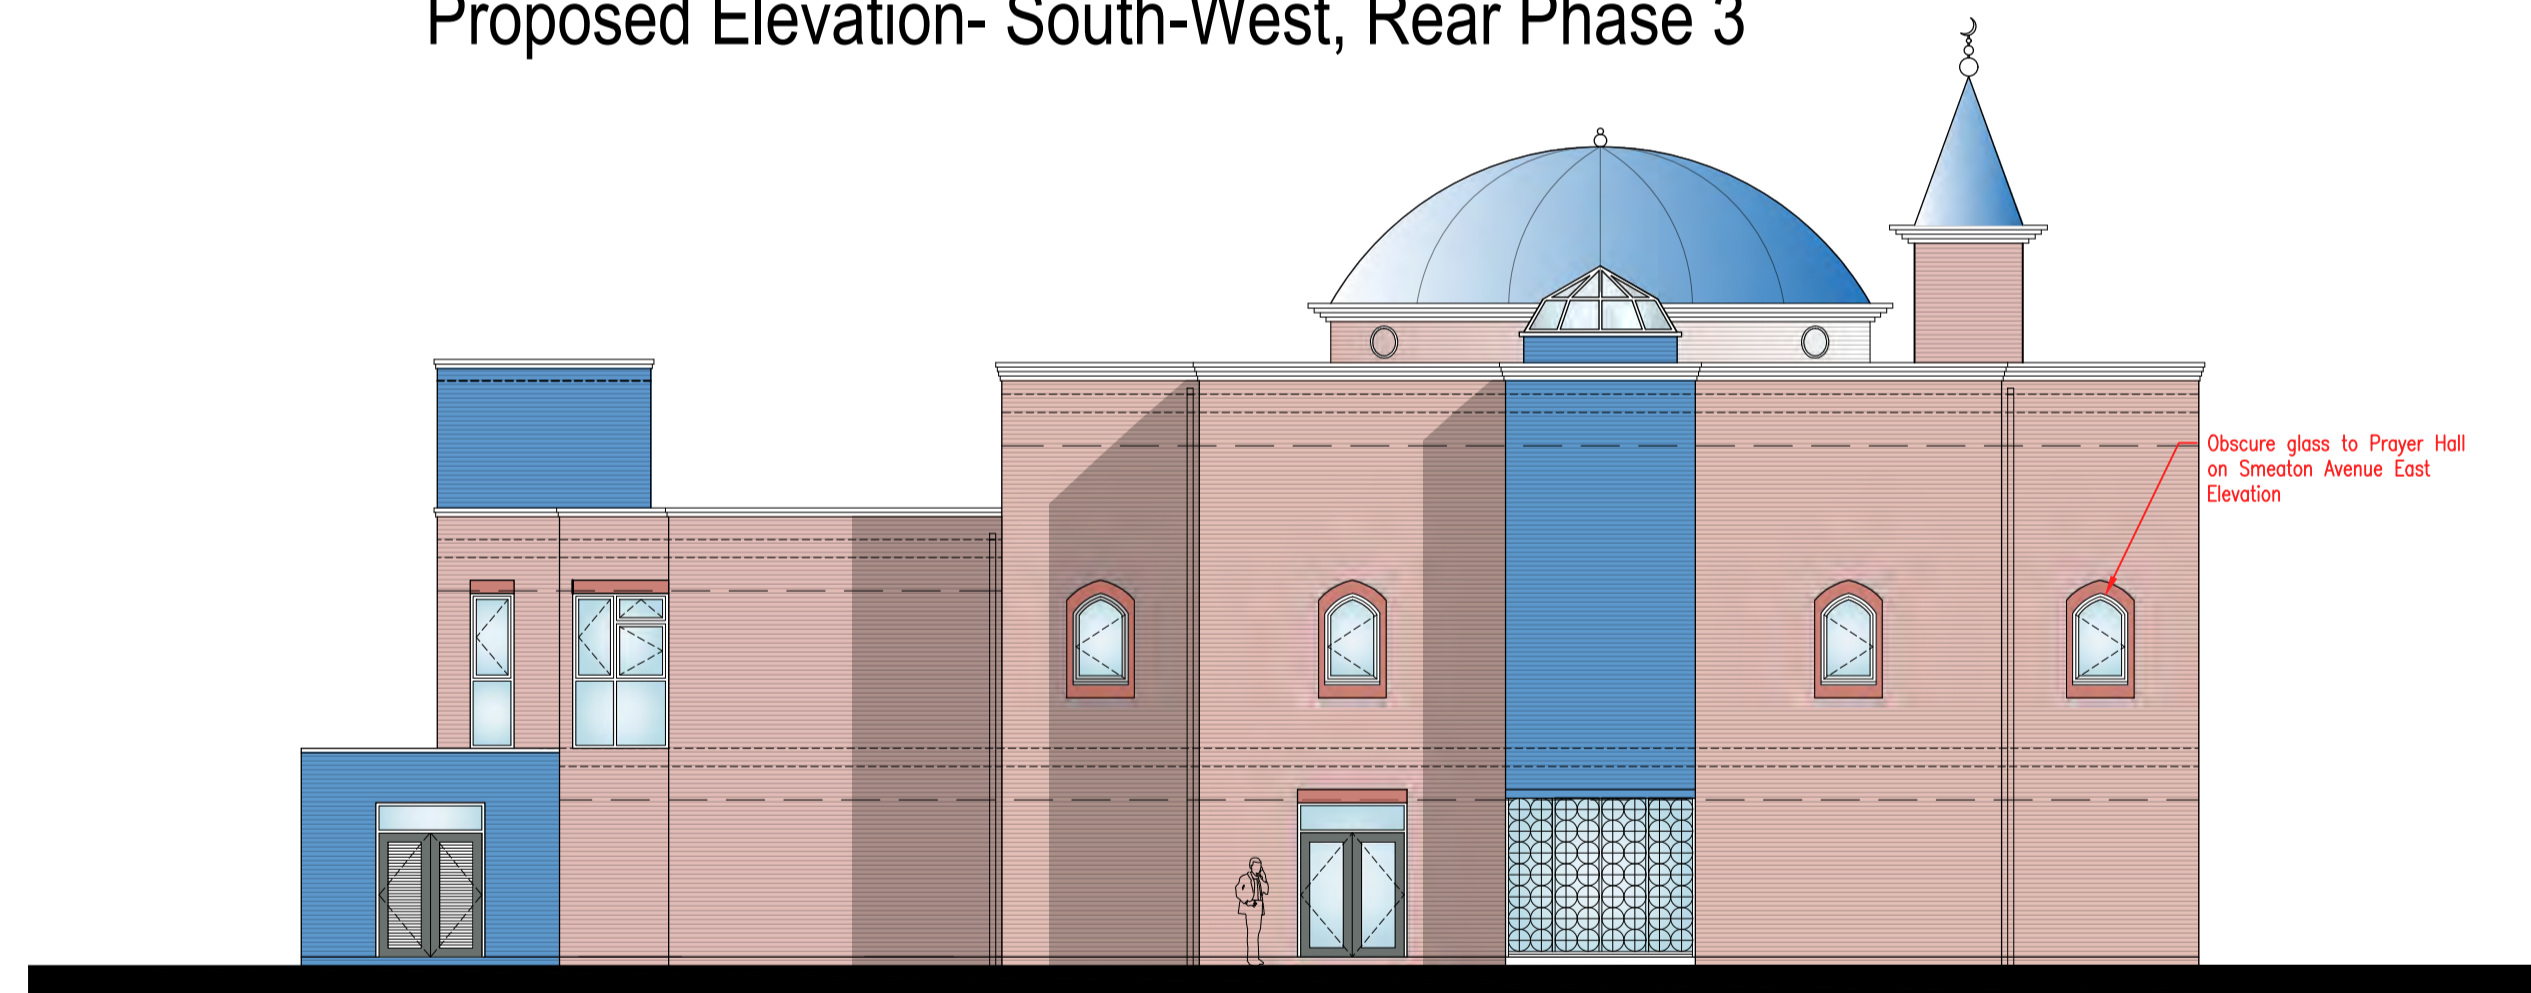 Proposed Elevation- South-West, Rear Phase 3
Obscure glass to Prayer Hall
on Smeaton Avenue East
Elevation